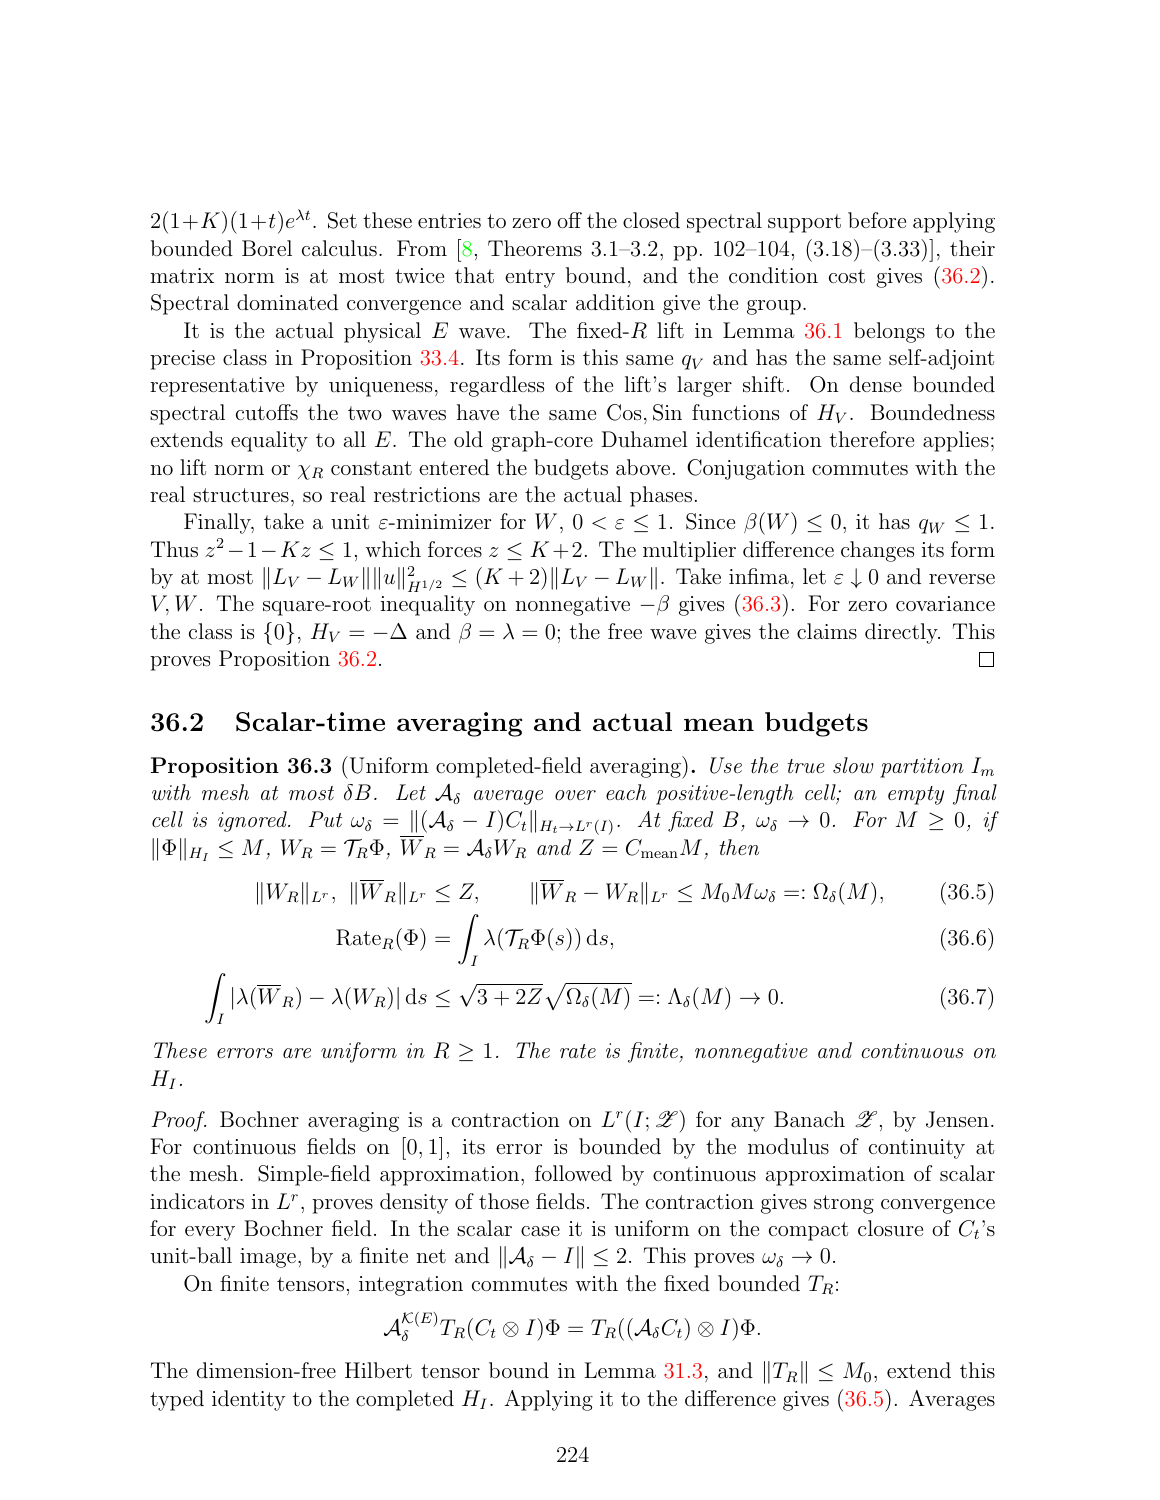 2(1+K)(1+t)e^{λt}. Set these entries to zero off the closed spectral support before applying
bounded Borel calculus. From [8, Theorems 3.1–3.2, pp. 102–104, (3.18)–(3.33)], their
matrix norm is at most twice that entry bound, and the condition cost gives (36.2).
Spectral dominated convergence and scalar addition give the group.
It is the actual physical E wave. The fixed-R lift in Lemma 36.1 belongs to the
precise class in Proposition 33.4. Its form is this same q_V and has the same self-adjoint
representative by uniqueness, regardless of the lift's larger shift. On dense bounded
spectral cutoffs the two waves have the same Cos, Sin functions of H_V. Boundedness
extends equality to all E. The old graph-core Duhamel identification therefore applies;
no lift norm or χ_R constant entered the budgets above. Conjugation commutes with the
real structures, so real restrictions are the actual phases.
Finally, take a unit ε-minimizer for W, 0 < ε ≤ 1. Since β(W) ≤ 0, it has q_W ≤ 1.
Thus z² − 1 − Kz ≤ 1, which forces z ≤ K+2. The multiplier difference changes its form
by at most ‖L_V − L_W‖‖u‖²_{H^{1/2}} ≤ (K + 2)‖L_V − L_W‖. Take infima, let ε ↓ 0 and reverse
V, W. The square-root inequality on nonnegative −β gives (36.3). For zero covariance
the class is {0}, H_V = −Δ and β = λ = 0; the free wave gives the claims directly. This
proves Proposition 36.2. □
36.2 Scalar-time averaging and actual mean budgets
Proposition 36.3 (Uniform completed-field averaging). Use the true slow partition I_m
with mesh at most δB. Let 𝒜_δ average over each positive-length cell; an empty final
cell is ignored. Put ω_δ = ‖(𝒜_δ − I)C_t‖_{H_t→L^r(I)}. At fixed B, ω_δ → 0. For M ≥ 0, if
‖Φ‖_{H_I} ≤ M, W_R = 𝒯_RΦ, W̅_R = 𝒜_δW_R and Z = C_{mean}M, then
‖W_R‖_{L^r}, ‖W̅_R‖_{L^r} ≤ Z, ‖W̅_R − W_R‖_{L^r} ≤ M_0Mω_δ =: Ω_δ(M), (36.5)
Rate_R(Φ) = ∫_I λ(𝒯_RΦ(s)) ds, (36.6)
∫_I |λ(W̅_R) − λ(W_R)| ds ≤ √(3 + 2Z)√(Ω_δ(M)) =: Λ_δ(M) → 0. (36.7)
These errors are uniform in R ≥ 1. The rate is finite, nonnegative and continuous on
H_I.
Proof. Bochner averaging is a contraction on L^r(I; 𝒵) for any Banach 𝒵, by Jensen.
For continuous fields on [0, 1], its error is bounded by the modulus of continuity at
the mesh. Simple-field approximation, followed by continuous approximation of scalar
indicators in L^r, proves density of those fields. The contraction gives strong convergence
for every Bochner field. In the scalar case it is uniform on the compact closure of C_t's
unit-ball image, by a finite net and ‖𝒜_δ − I‖ ≤ 2. This proves ω_δ → 0.
On finite tensors, integration commutes with the fixed bounded T_R:
𝒜_δ^{𝒦(E)}T_R(C_t ⊗ I)Φ = T_R((𝒜_δC_t) ⊗ I)Φ.
The dimension-free Hilbert tensor bound in Lemma 31.3, and ‖T_R‖ ≤ M_0, extend this
typed identity to the completed H_I. Applying it to the difference gives (36.5). Averages
224